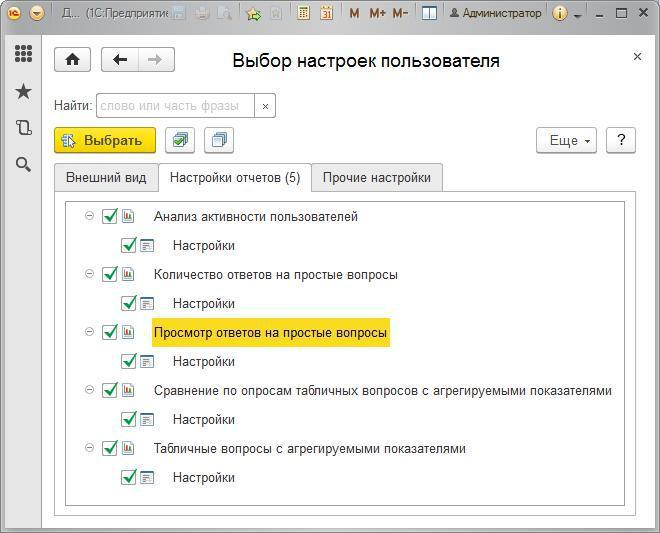 Д... (1С:Предприятие
31
M M+ M-
Администратор
Выбор настроек пользователя
Найти: слово или часть фразы
Выбрать
Еще
?
Внешний вид
Настройки отчетов (5)
Прочие настройки
Анализ активности пользователей
Настройки
Количество ответов на простые вопросы
Настройки
Просмотр ответов на простые вопросы
Настройки
Сравнение по опросам табличных вопросов с агрегируемыми показателями
Настройки
Табличные вопросы с агрегируемыми показателями
Настройки